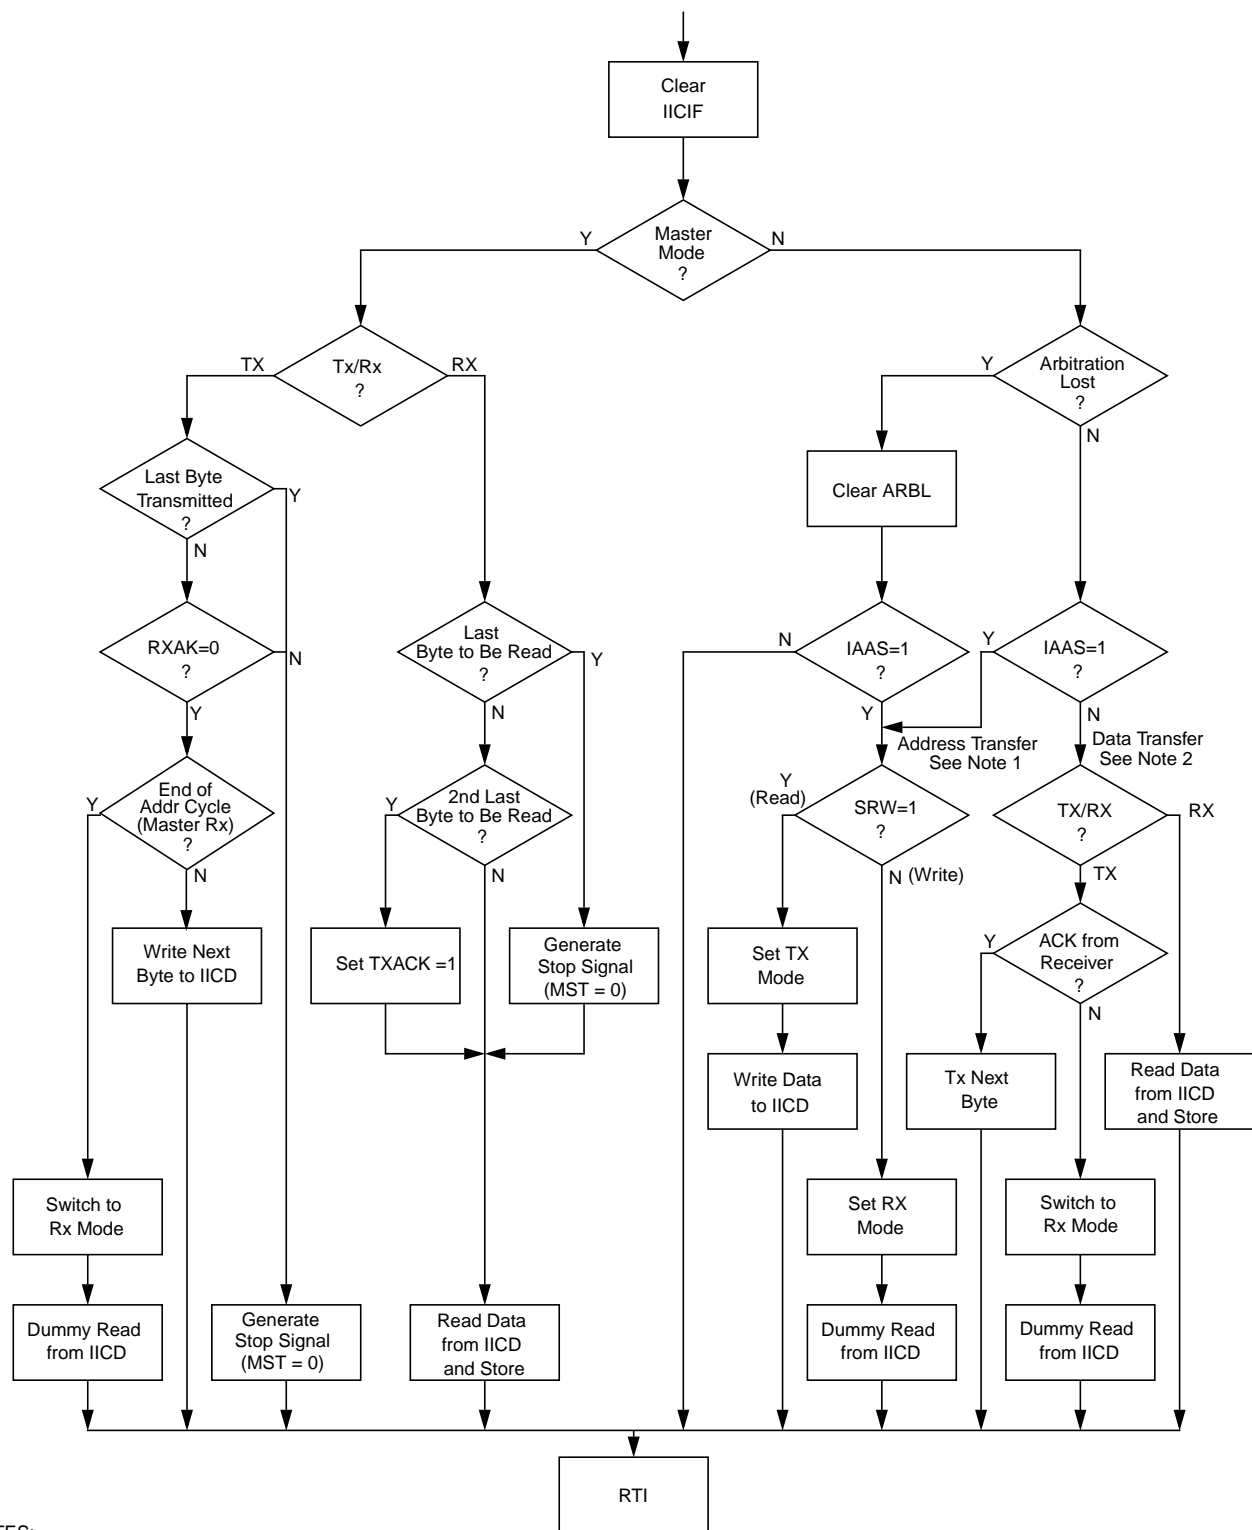 Clear
IICIF
Master
Mode
?
Y
N
Tx/Rx
?
TX
RX
Arbitration
Lost
?
Y
N
Last Byte
Transmitted
?
Y
N
Clear ARBL
RXAK=0
?
N
Y
Last
Byte to Be Read
?
Y
N
IAAS=1
?
N
Y
IAAS=1
?
Y
N
Address Transfer
See Note 1
Data Transfer
See Note 2
End of
Addr Cycle
(Master Rx)
?
Y
N
2nd Last
Byte to Be Read
?
Y
N
Y
(Read)
SRW=1
?
N (Write)
TX/RX
?
RX
TX
Write Next
Byte to IICD
Set TXACK =1
Generate
Stop Signal
(MST = 0)
Set TX
Mode
ACK from
Receiver
?
Y
N
Write Data
to IICD
Tx Next
Byte
Read Data
from IICD
and Store
Switch to
Rx Mode
Set RX
Mode
Switch to
Rx Mode
Dummy Read
from IICD
Generate
Stop Signal
(MST = 0)
Read Data
from IICD
and Store
Dummy Read
from IICD
Dummy Read
from IICD
RTI